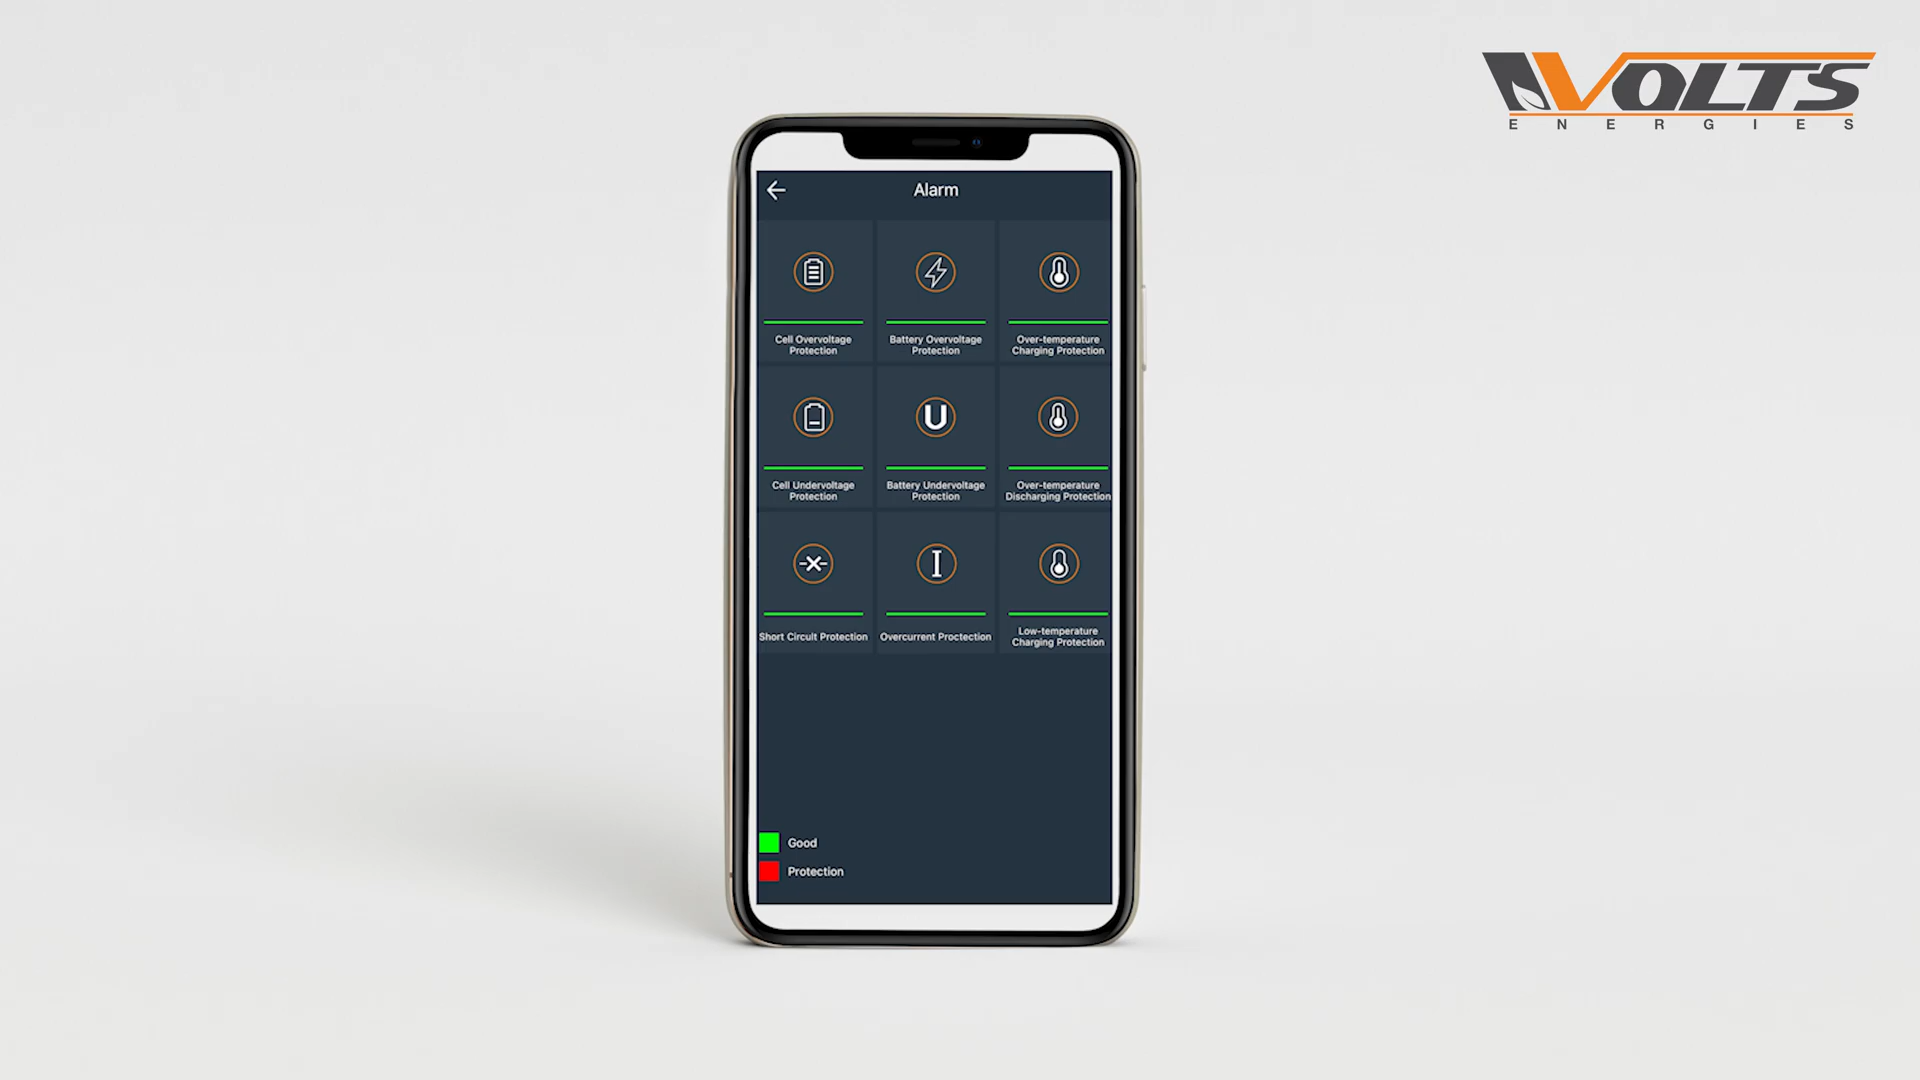 VOLTS
ENERGIES
Alarm
Cell Overvoltage
Protection
Battery Overvoltage
Protection
Over-temperature
Charging Protection
Cell Undervoltage
Protection
U
Battery Undervoltage
Protection
Over-temperature
Discharging Protection
Short Circuit Protection
I
Overcurrent Proctection
Low-temperature
Charging Protection
Good
Protection